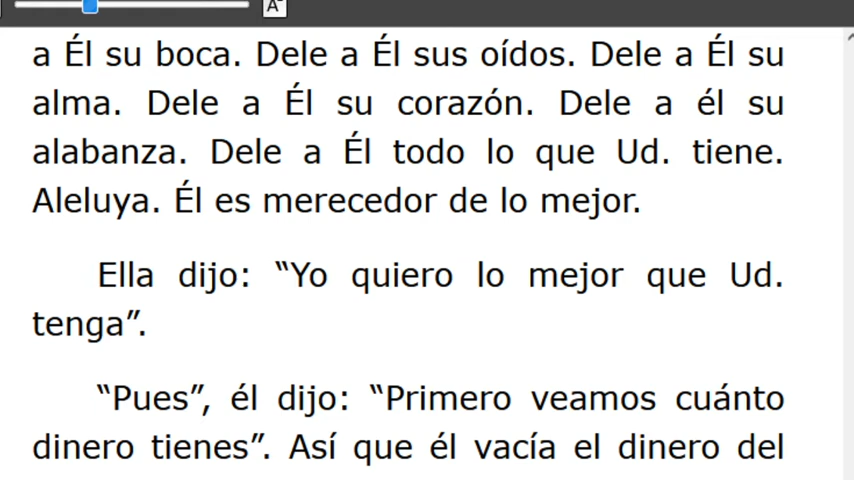 A
a Él su boca. Dele a Él sus oídos. Dele a Él su
alma. Dele a Él su corazón. Dele a él su
alabanza. Dele a Él todo lo que Ud. tiene.
Aleluya. Él es merecedor de lo mejor.
Ella dijo: “Yo quiero lo mejor que Ud.
tenga”.
“Pues”, él dijo: “Primero veamos cuánto
dinero tienes”. Así que él vacía el dinero del